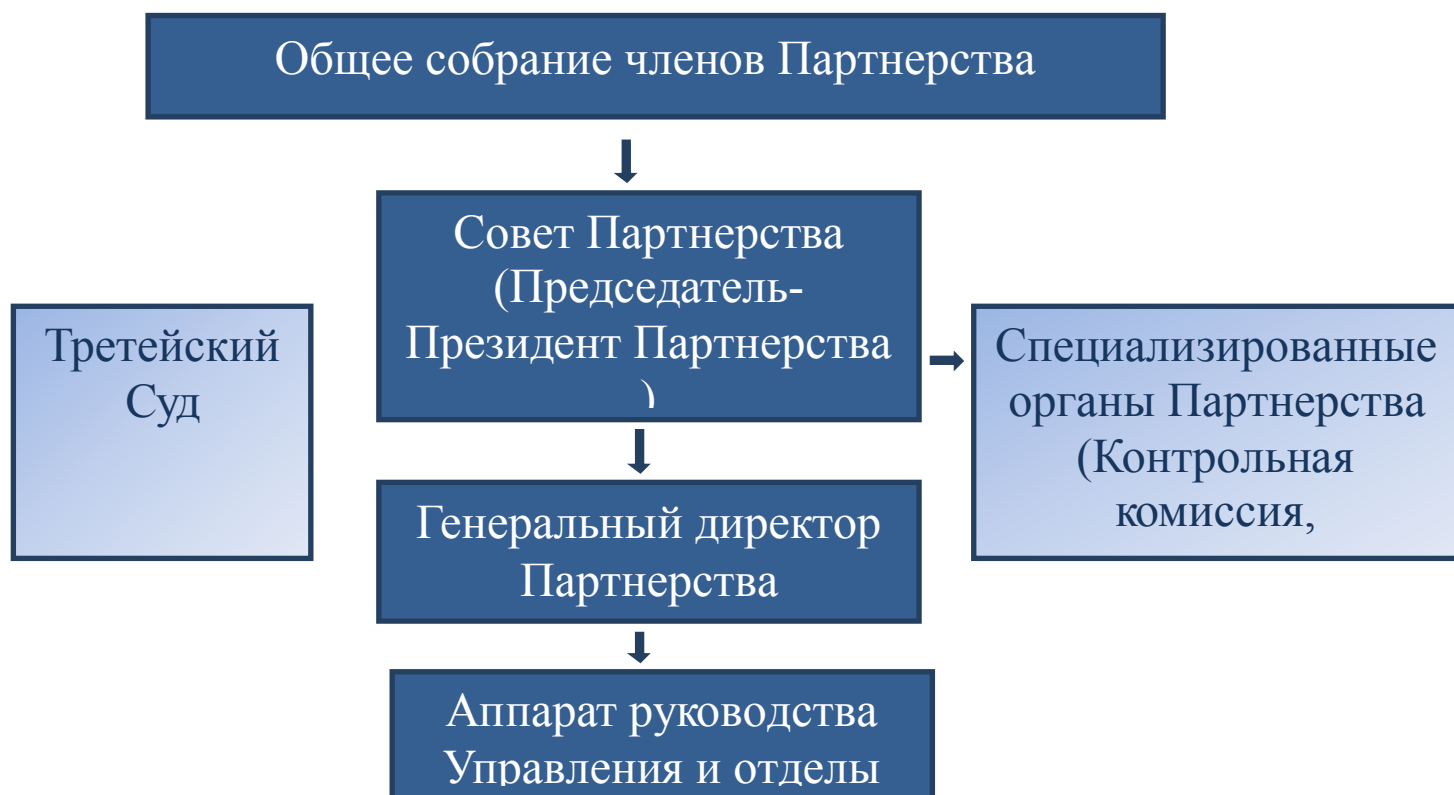 Общее собрание членов Партнерства
Совет Партнерства
(Председатель-
Президент Партнерства
)
Третейский
Суд
Специализированные
органы Партнерства
(Контрольная
комиссия,
Генеральный директор
Партнерства
Аппарат руководства
Управления и отделы